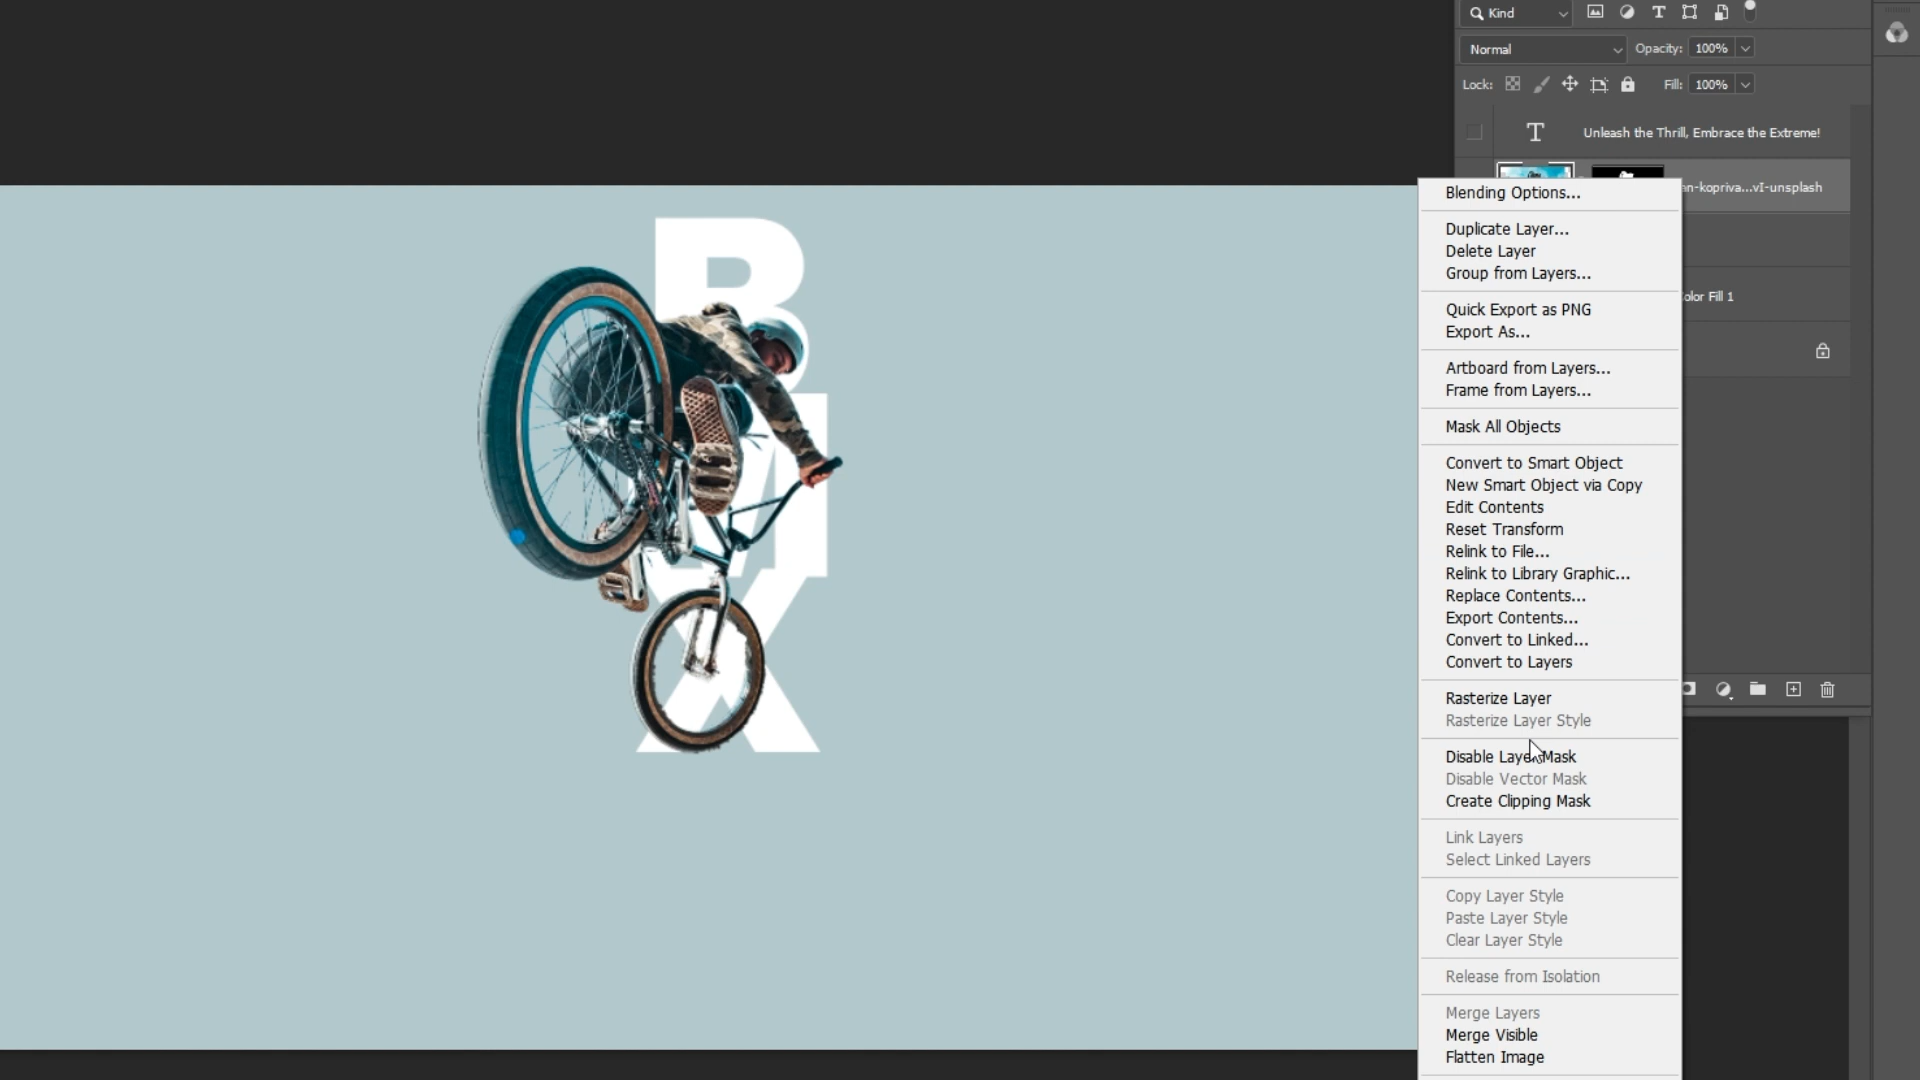 Kind
Normal
Opacity:
100%
Lock:
Fill:
100%
T
Unleash the Thrill, Embrace the Extreme!
an-kopriva...vI-unsplash
Color Fill 1
B
M
X
Blending Options...
Duplicate Layer...
Delete Layer
Group from Layers...
Quick Export as PNG
Export As...
Artboard from Layers...
Frame from Layers...
Mask All Objects
Convert to Smart Object
New Smart Object via Copy
Edit Contents
Reset Transform
Relink to File...
Relink to Library Graphic...
Replace Contents...
Export Contents...
Convert to Linked...
Convert to Layers
Rasterize Layer
Rasterize Layer Style
Disable Layer Mask
Disable Vector Mask
Create Clipping Mask
Link Layers
Select Linked Layers
Copy Layer Style
Paste Layer Style
Clear Layer Style
Release from Isolation
Merge Layers
Merge Visible
Flatten Image